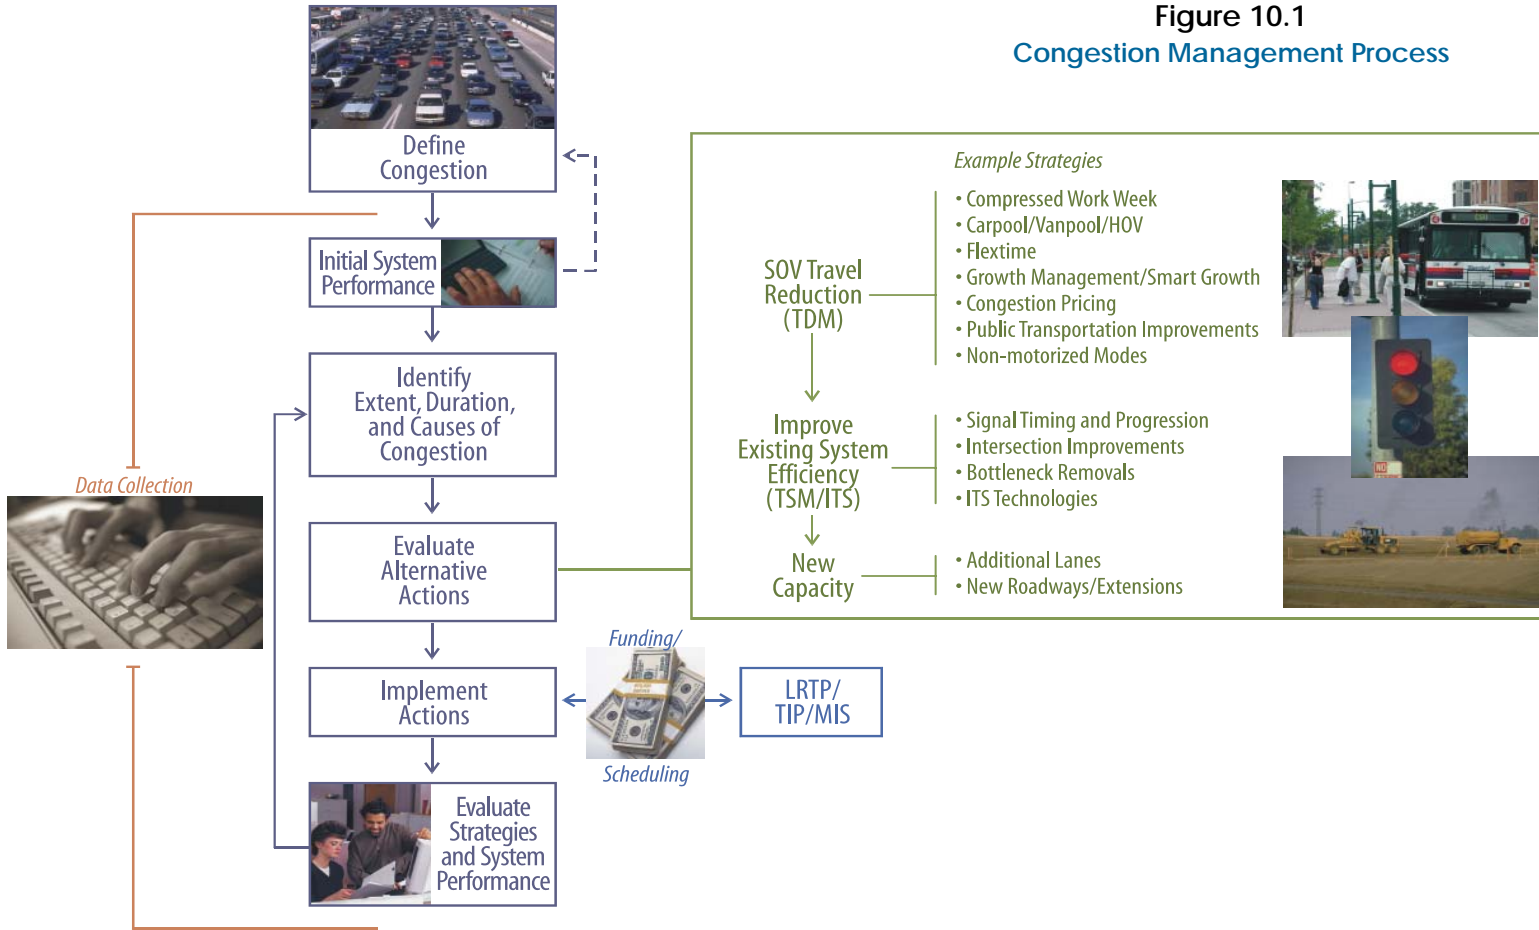 Figure 10.1
Congestion Management Process
Define
Congestion
Initial System
Performance
Identify
Extent, Duration,
and Causes of
Congestion
Data Collection
Evaluate
Alternative
Actions
Implement
Actions
Evaluate
Strategies
and System
Performance
Funding/
Scheduling
LRTP/
TIP/MIS
Example Strategies
SOV Travel
Reduction
(TDM)
• Compressed Work Week
• Carpool/Vanpool/HOV
• Flextime
• Growth Management/Smart Growth
• Congestion Pricing
• Public Transportation Improvements
• Non-motorized Modes
Improve
Existing System
Efficiency
(TSM/ITS)
• Signal Timing and Progression
• Intersection Improvements
• Bottleneck Removals
• ITS Technologies
New
Capacity
• Additional Lanes
• New Roadways/Extensions
NO